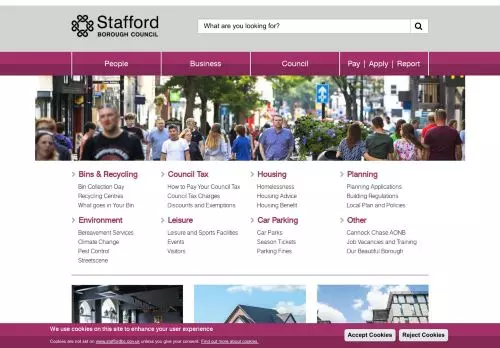 Stafford
BOROUGH COUNCIL
What are you looking for?
People
Business
Council
Pay | Apply | Report
Bins & Recycling
Bin Collection Day
Recycling Centres
What goes in Your Bin
Council Tax
How to Pay Your Council Tax
Council Tax Charges
Discounts and Exemptions
Housing
Homelessness
Housing Advice
Housing Benefit
Planning
Planning Applications
Building Regulations
Local Plan and Policies
Environment
Bereavement Services
Climate Change
Pest Control
Streetscene
Leisure
Leisure and Sports Facilities
Events
Visitors
Car Parking
Car Parks
Season Tickets
Parking Fines
Other
Cannock Chase AONB
Job Vacancies and Training
Our Beautiful Borough
We use cookies on this site to enhance your user experience
Cookies are not set on www.staffordbc.gov.uk unless you give your consent. Find out more about cookies.
Accept Cookies
Reject Cookies